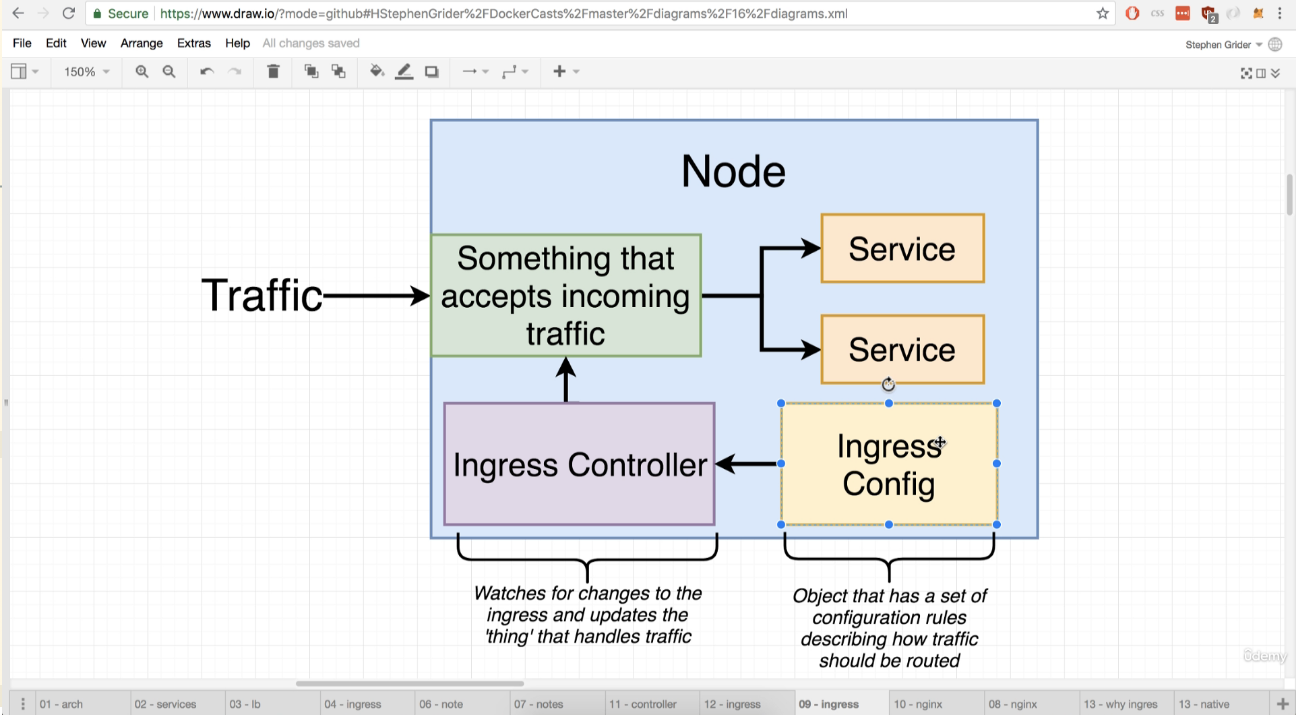 Secure
https://www.draw.io/?mode=github#HStephenGrider%2FDockerCasts%2Fmaster%2Fdiagrams%2F16%2Fdiagrams.xml
CSS
2
File Edit View Arrange Extras Help All changes saved
Stephen Grider
150%
Node
Something that
accepts incoming
traffic
Service
Traffic
Service
Ingress Controller
Ingress
Config
Watches for changes to the
ingress and updates the
'thing' that handles traffic
Object that has a set of
configuration rules
describing how traffic
should be routed
ûdemy
01 - arch 02 - services 03 - lb 04 - ingress 06 - note 07 - notes 11 - controller 12 - ingress 09 - ingress 10 - nginx 08 - nginx 13 - why ingres 13 - native